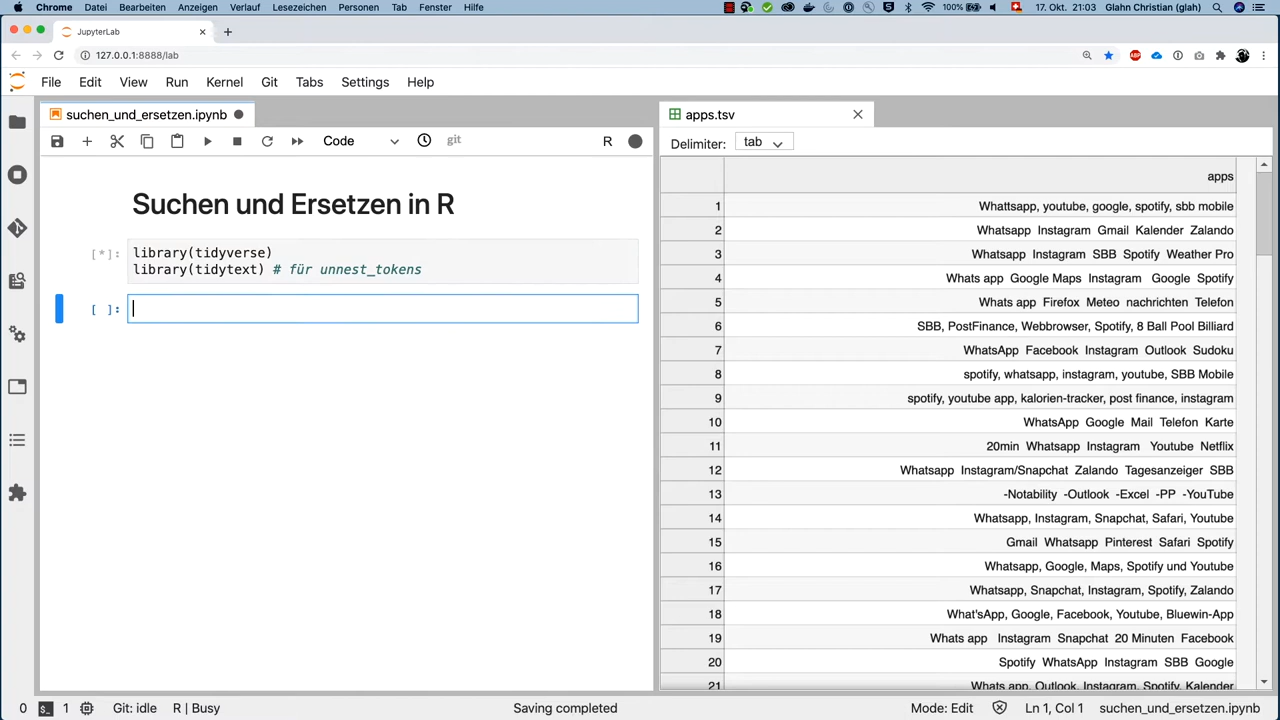 Chrome Datei Bearbeiten Anzeigen Verlauf Lesezeichen Personen Tab Fenster Hilfe 100% 17. Okt. 21:03 Glahn Christian (glah)
JupyterLab
127.0.0.1:8888/lab
File Edit View Run Kernel Git Tabs Settings Help
suchen_und_ersetzen.ipynb
Code git R
Suchen und Ersetzen in R
[*]: library(tidyverse)
library(tidytext) # für unnest_tokens
[ ]:
apps.tsv
Delimiter: tab
apps
1 Whattsapp, youtube, google, spotify, sbb mobile
2 Whatsapp Instagram Gmail Kalender Zalando
3 Whatsapp Instagram SBB Spotify Weather Pro
4 Whats app Google Maps Instagram Google Spotify
5 Whats app Firefox Meteo nachrichten Telefon
6 SBB, PostFinance, Webbrowser, Spotify, 8 Ball Pool Billiard
7 WhatsApp Facebook Instagram Outlook Sudoku
8 spotify, whatsapp, instagram, youtube, SBB Mobile
9 spotify, youtube app, kalorien-tracker, post finance, instagram
10 WhatsApp Google Mail Telefon Karte
11 20min Whatsapp Instagram Youtube Netflix
12 Whatsapp Instagram/Snapchat Zalando Tagesanzeiger SBB
13 -Notability -Outlook -Excel -PP -YouTube
14 Whatsapp, Instagram, Snapchat, Safari, Youtube
15 Gmail Whatsapp Pinterest Safari Spotify
16 Whatsapp, Google, Maps, Spotify und Youtube
17 Whatsapp, Snapchat, Instagram, Spotify, Zalando
18 What'sApp, Google, Facebook, Youtube, Bluewin-App
19 Whats app Instagram Snapchat 20 Minuten Facebook
20 Spotify WhatsApp Instagram SBB Google
21 Whats app, Outlook, Instagram, Spotify, Kalender
0 1 Git: idle R | Busy Saving completed Mode: Edit Ln 1, Col 1 suchen_und_ersetzen.ipynb